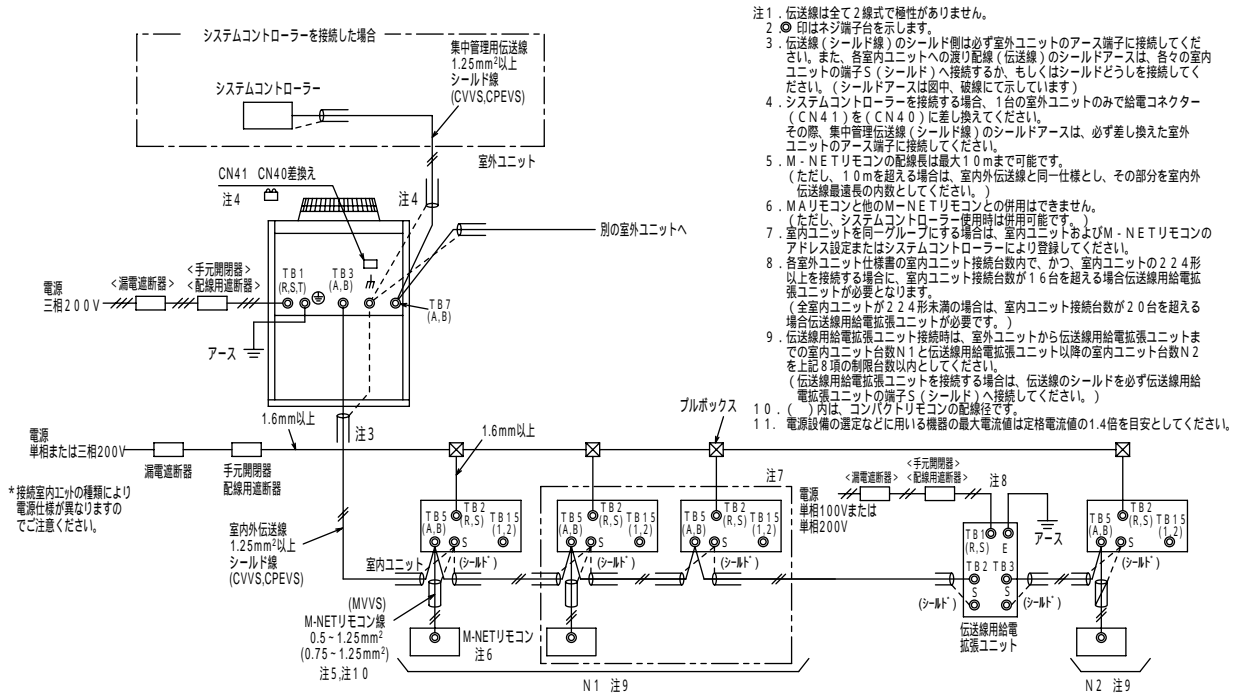 システムコントローラーを接続した場合
システムコントローラー
集中管理用伝送線
1.25mm²以上
シールド線
(CVVS,CPEVS)
室外ユニット
CN41 CN40差換え
注4
注4
別の室外ユニットへ
電源
三相200V
<漏電遮断器>
<手元開閉器>
<配線用遮断器>
TB1
(R,S,T)
TB3
(A,B)
TB7
(A,B)
アース
1.6mm以上
注3
プルボックス
1.6mm以上
電源
単相または三相200V
漏電遮断器
手元開閉器
配線用遮断器
*接続室内ユニットの種類により
電源仕様が異なりますの
でご注意ください。
室内外伝送線
1.25mm²以上
シールド線
(CVVS,CPEVS)
室内ユニット
TB5
(A,B)
TB2
(R,S)
TB15
(1,2)
S
(シールド)
TB5
(A,B)
TB2
(R,S)
TB15
(1,2)
S
(シールド)
TB5
(A,B)
TB2
(R,S)
TB15
(1,2)
S
(シールド)
注7
(MVVS)
M-NETリモコン線
0.5~1.25mm²
(0.75~1.25mm²)
注5,注10
M-NETリモコン
注6
N1 注9
電源
単相100Vまたは
単相200V
<漏電遮断器>
<手元開閉器>
<配線用遮断器>
注8
TB1
(R,S)
E
アース
TB2
TB3
S
S
(シールド)
(シールド)
伝送線用給電
拡張ユニット
TB5
(A,B)
TB2
(R,S)
TB15
(1,2)
S
(シールド)
N2 注9
注1.伝送線は全て2線式で極性がありません。
2.◎印はネジ端子台を示します。
3.伝送線(シールド線)のシールド側は必ず室外ユニットのアース端子に接続してくだ
さい。また、各室内ユニットへの渡り配線(伝送線)のシールドアースは、各々の室内
ユニットの端子S(シールド)へ接続するか、もしくはシールドどうしを接続してく
ださい。(シールドアースは図中、破線にて示しています)
4.システムコントローラーを接続する場合、1台の室外ユニットのみで給電コネクター
(CN41)を(CN40)に差し換えてください。
その際、集中管理伝送線(シールド線)のシールドアースは、必ず差し換えた室外
ユニットのアース端子に接続してください。
5.M-NETリモコンの配線長は最大10mまで可能です。
(ただし、10mを超える場合は、室内外伝送線と同一仕様とし、その部分を室内外
伝送線最遠長の内数としてください。)
6.MAリモコンと他のM-NETリモコンとの併用はできません。
(ただし、システムコントローラー使用時は併用可能です。)
7.室内ユニットを同一グループにする場合は、室内ユニットおよびM-NETリモコンの
アドレス設定またはシステムコントローラーにより登録してください。
8.各室外ユニット仕様書の室内ユニット接続台数内で、かつ、室内ユニットの224形
以上を接続する場合に、室内ユニット接続台数が16台を超える場合伝送線用給電拡
張ユニットが必要となります。
(全室内ユニットが224形未満の場合は、室内ユニット接続台数が20台を超える
場合伝送線用給電拡張ユニットが必要です。)
9.伝送線用給電拡張ユニット接続時は、室外ユニットから伝送線用給電拡張ユニットま
での室内ユニット台数N1と伝送線用給電拡張ユニット以降の室内ユニット台数N2
を上記8項の制限台数以内としてください。
(伝送線用給電拡張ユニットを接続する場合は、伝送線のシールドを必ず伝送線用給
電拡張ユニットの端子S(シールド)へ接続してください。)
10.( )内は、コンパクトリモコンの配線径です。
11.電源設備の選定などに用いる機器の最大電流値は定格電流値の1.4倍を目安としてください。